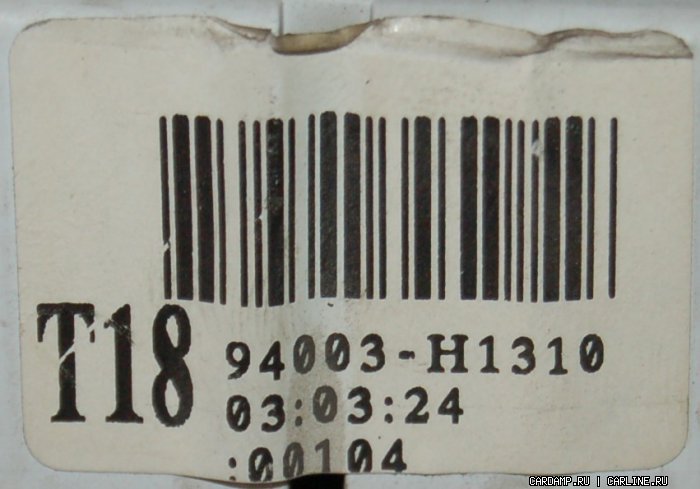 T18
94003-H1310
03:03:24
:00104
CARDAMP.RU | CARLINE.RU